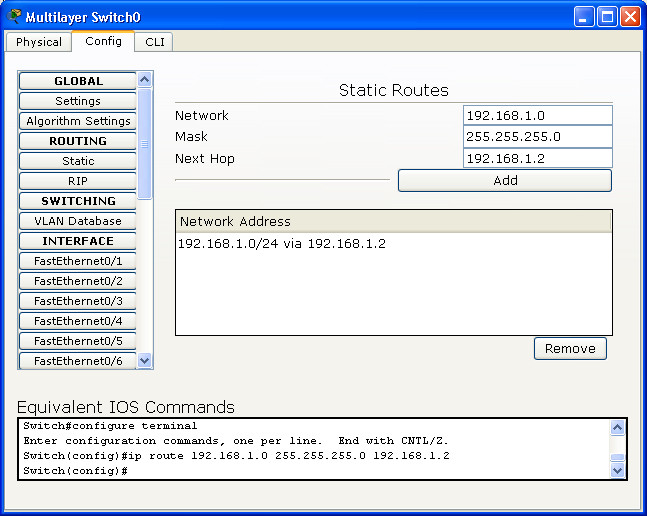 Multilayer Switch0
Physical Config CLI
GLOBAL
Settings
Algorithm Settings
ROUTING
Static
RIP
SWITCHING
VLAN Database
INTERFACE
FastEthernet0/1
FastEthernet0/2
FastEthernet0/3
FastEthernet0/4
FastEthernet0/5
FastEthernet0/6
Static Routes
Network 192.168.1.0
Mask 255.255.255.0
Next Hop 192.168.1.2
Add
Network Address
192.168.1.0/24 via 192.168.1.2
Remove
Equivalent IOS Commands
Switch#configure terminal
Enter configuration commands, one per line.  End with CNTL/Z.
Switch(config)#ip route 192.168.1.0 255.255.255.0 192.168.1.2
Switch(config)#